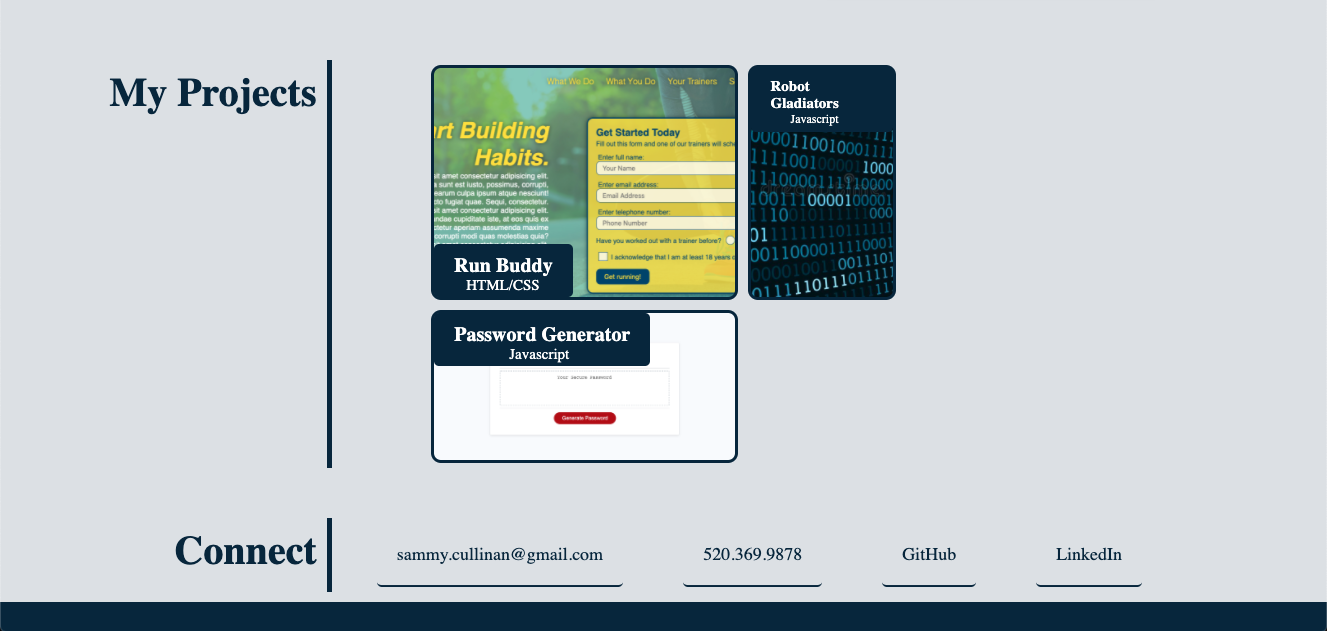 My Projects
What We Do What You Do Your Trainers S
rt Building
Habits.
sit amet consectetur adipisicing elit.
a sunt est iusto, possimus, corrupti,
earum culpa ipsum atque nesciunt!
cto fugiat quae. Sequi, consectetur.
sit amet consectetur adipisicing elit.
ndae cupiditate iste, at eos quis ex
ctetur aperiam assumenda maxime
corrupti modi quas molestias quia?
Get Started Today
Fill out this form and one of our trainers will sche
Enter full name:
Your Name
Enter email address:
Email Address
Enter telephone number:
Phone Number
Have you worked out with a trainer before?
I acknowledge that I am at least 18 years o
Get running!
Run Buddy
HTML/CSS
Robot
Gladiators
Javascript
Password Generator
Javascript
Your Secure Password
Generate Password
Connect
sammy.cullinan@gmail.com 520.369.9878 GitHub LinkedIn